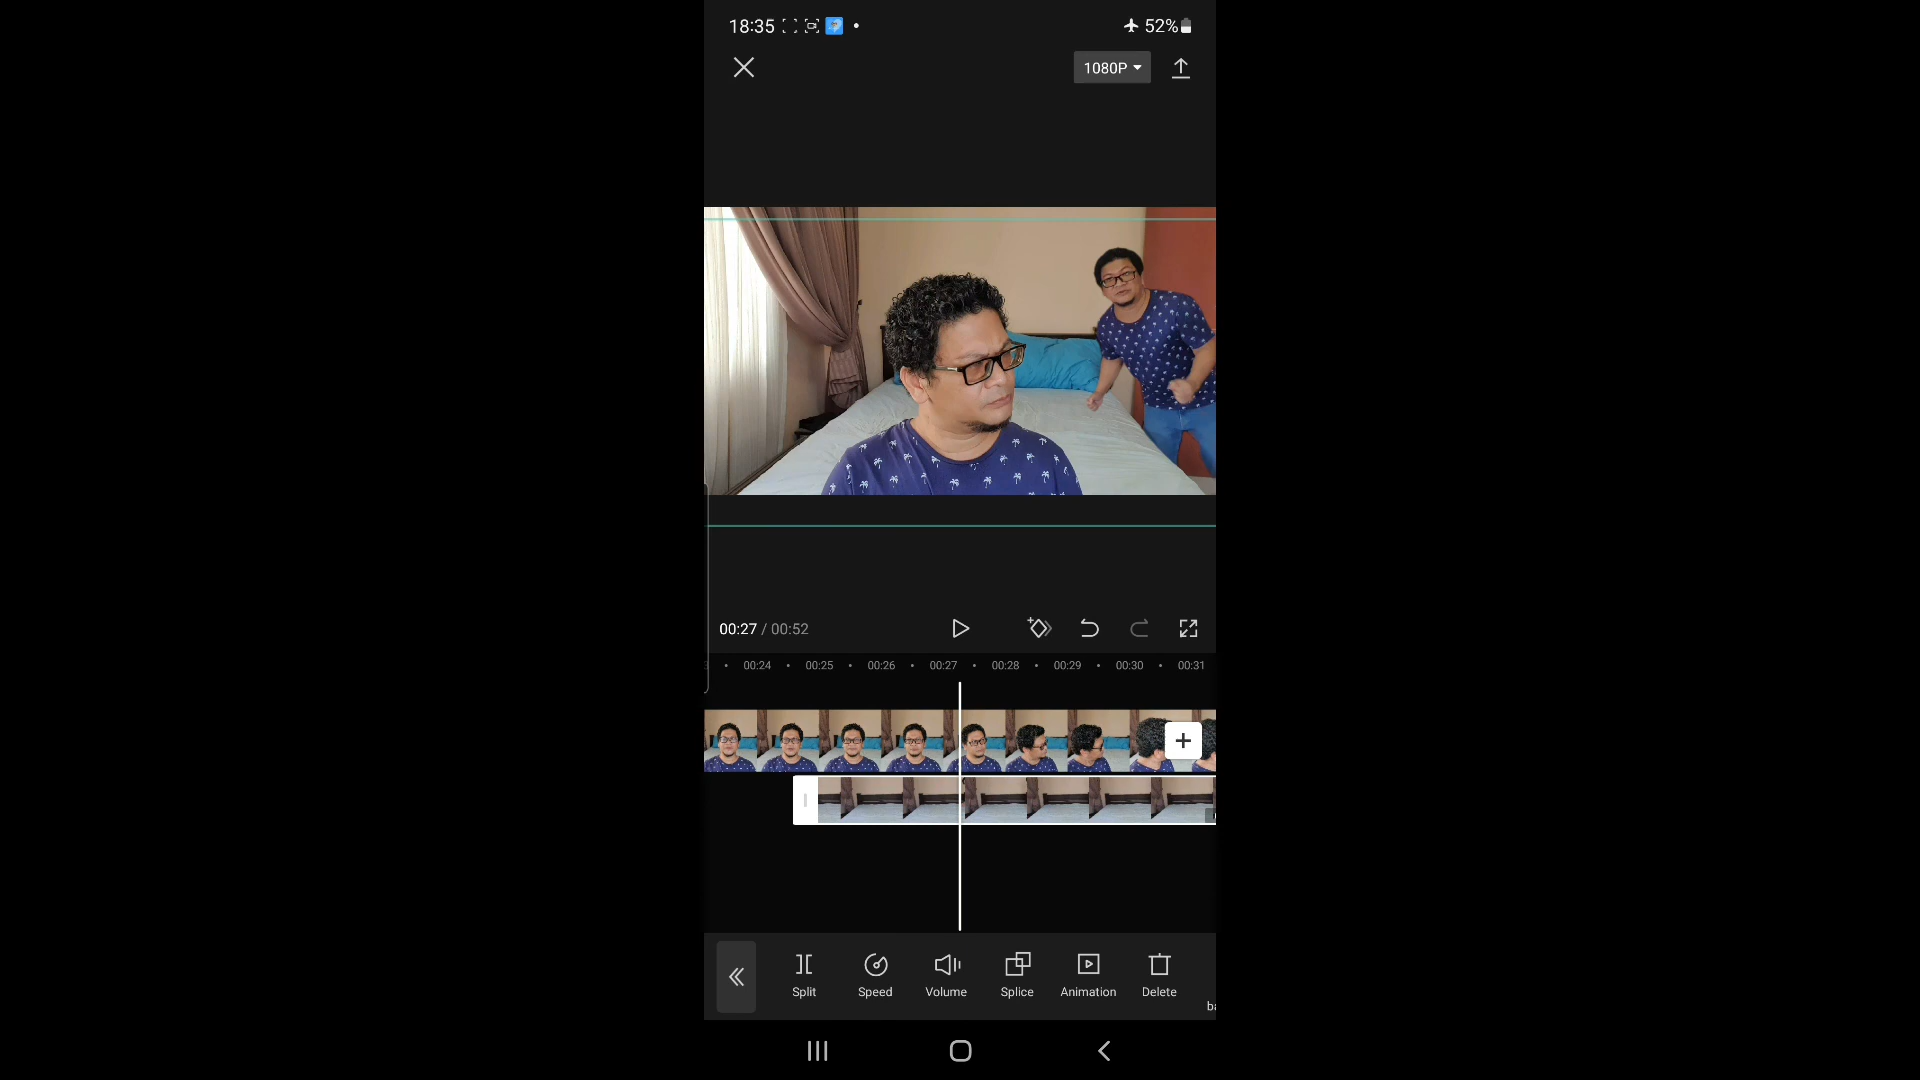 18:35
52%
1080P
00:27 / 00:52
00:24 00:25 00:26 00:27 00:28 00:29 00:30 00:31
Split Speed Volume Splice Animation Delete